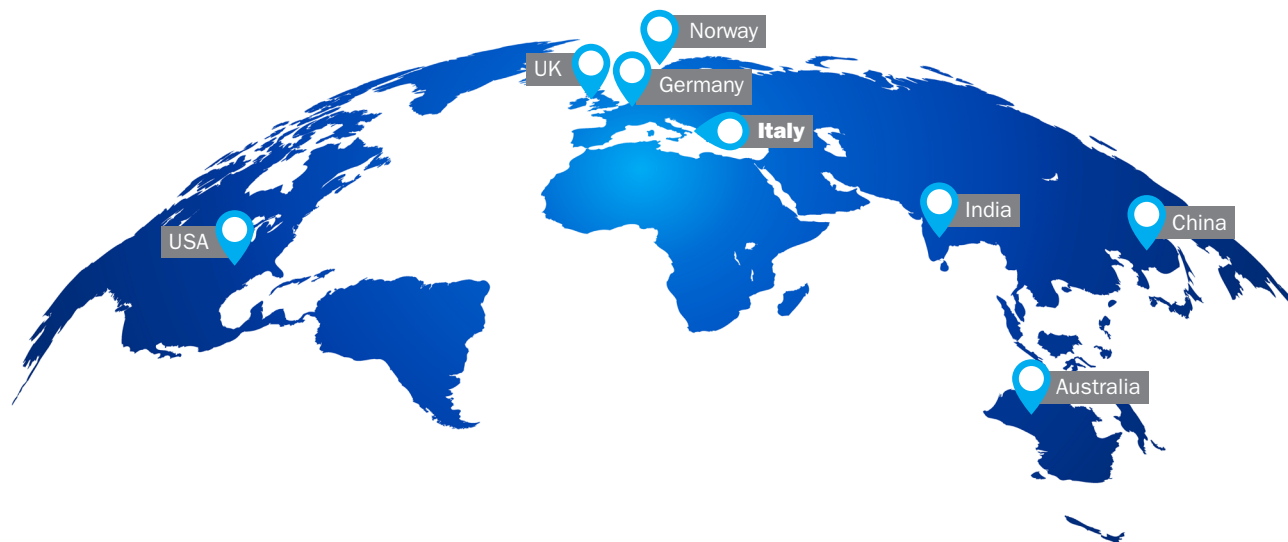 Norway
UK
Germany
Italy
India
China
USA
Australia